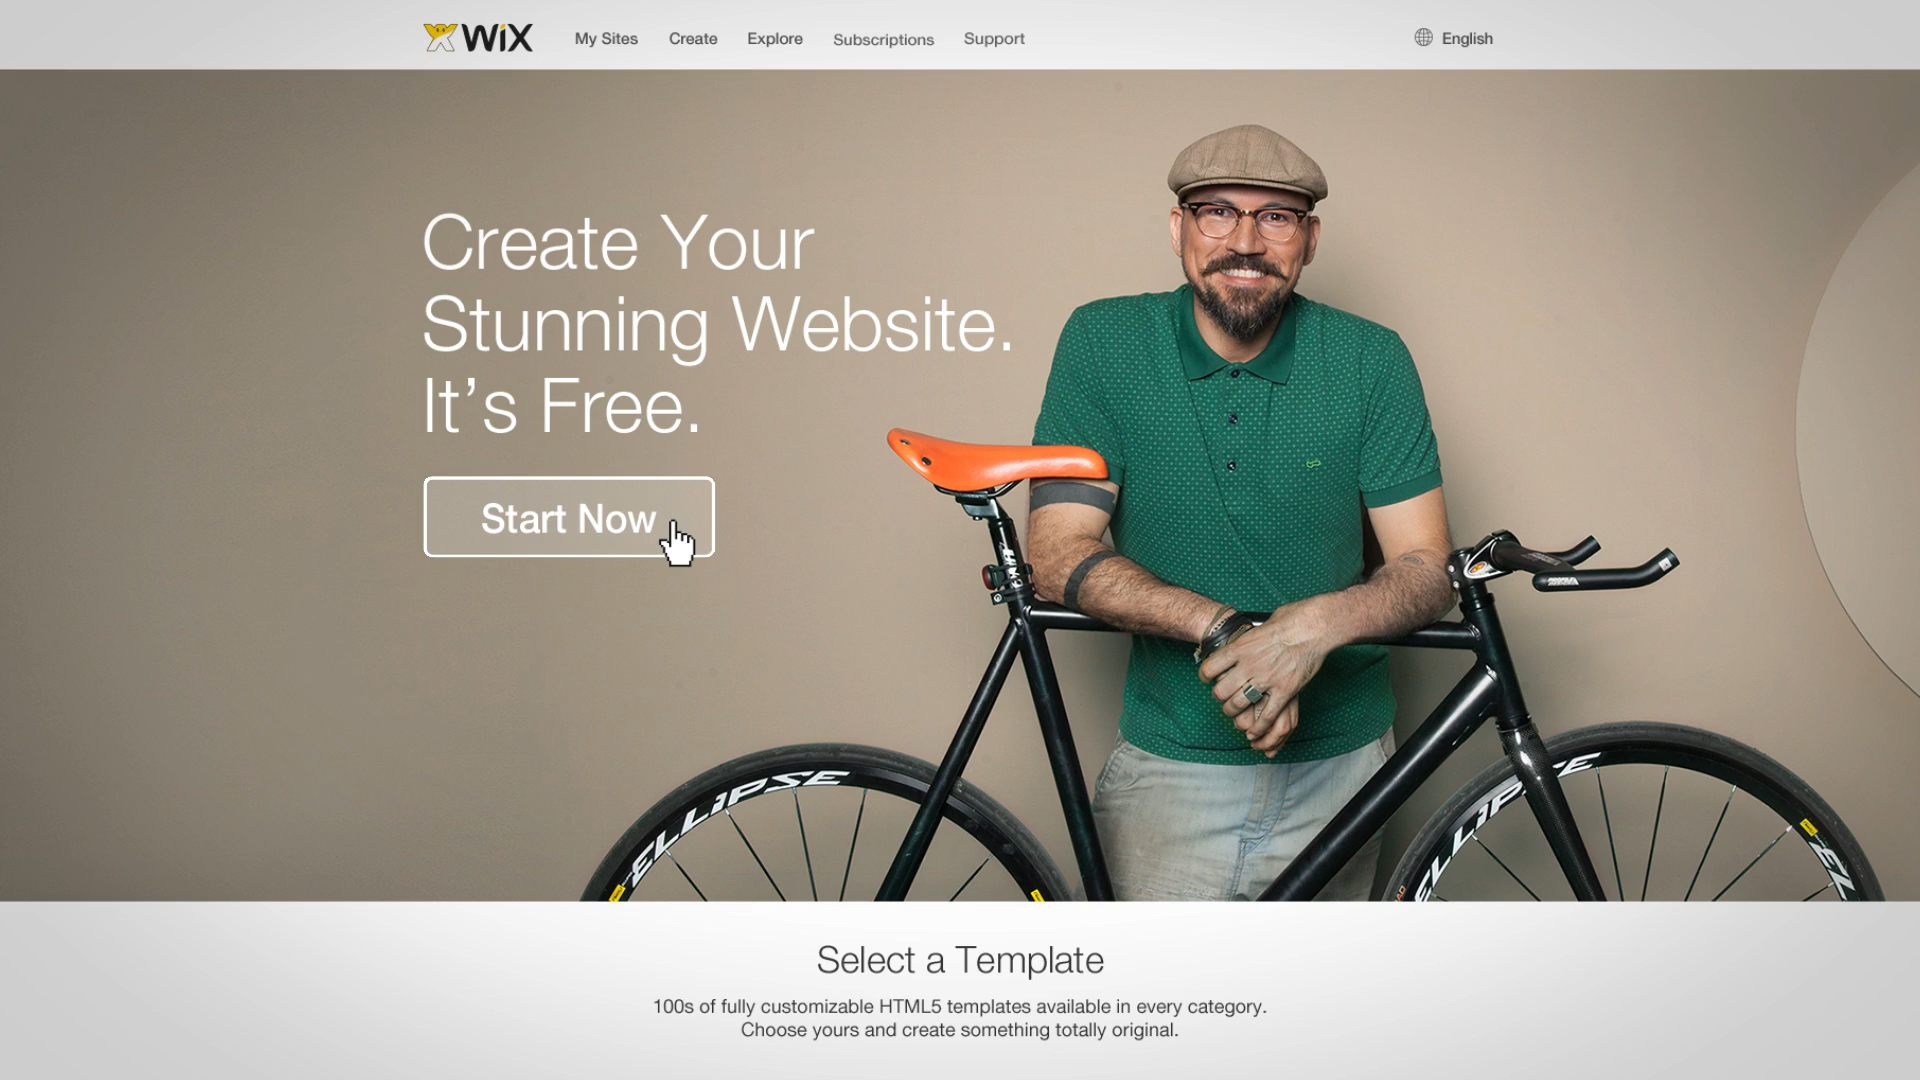 WiX
My Sites
Create
Explore
Subscriptions
Support
English
Create Your
Stunning Website.
It's Free.
Start Now
ELLIPSE
ELLIPSE
Select a Template
100s of fully customizable HTML5 templates available in every category.
Choose yours and create something totally original.